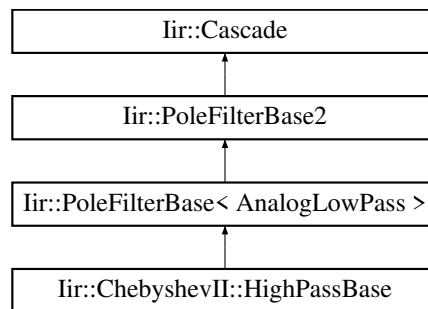 Iir::Cascade
Iir::PoleFilterBase2
Iir::PoleFilterBase< AnalogLowPass >
Iir::ChebyshevII::HighPassBase